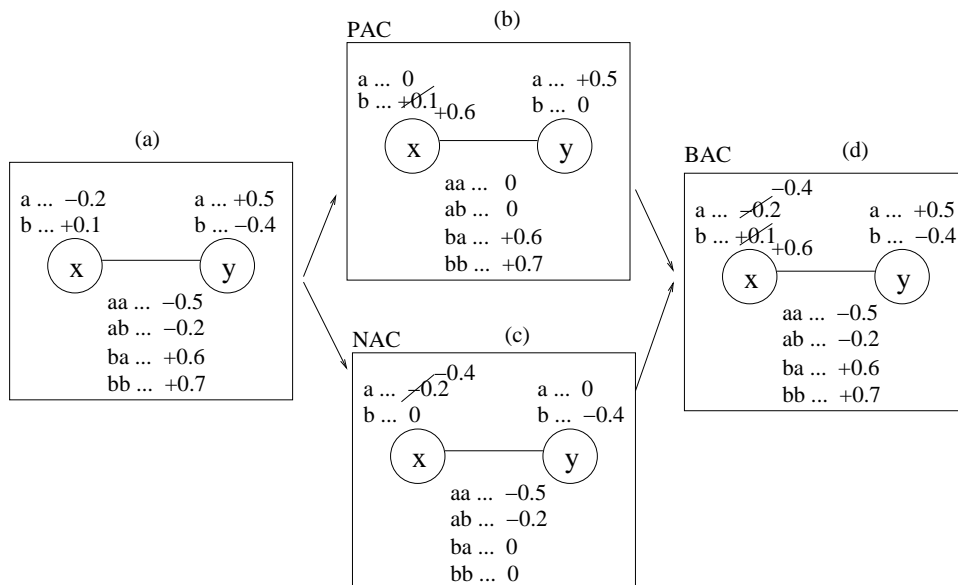 (a)
a ... −0.2
b ... +0.1
a ... +0.5
b ... −0.4
x
y
aa ... −0.5
ab ... −0.2
ba ... +0.6
bb ... +0.7
PAC
(b)
a ... 0
b ... +0.1
+0.6
a ... +0.5
b ... 0
x
y
aa ... 0
ab ... 0
ba ... +0.6
bb ... +0.7
NAC
(c)
−0.4
a ... −0.2
b ... 0
a ... 0
b ... −0.4
x
y
aa ... −0.5
ab ... −0.2
ba ... 0
bb ... 0
BAC
(d)
−0.4
a ... −0.2
b ... +0.1
+0.6
a ... +0.5
b ... −0.4
x
y
aa ... −0.5
ab ... −0.2
ba ... +0.6
bb ... +0.7